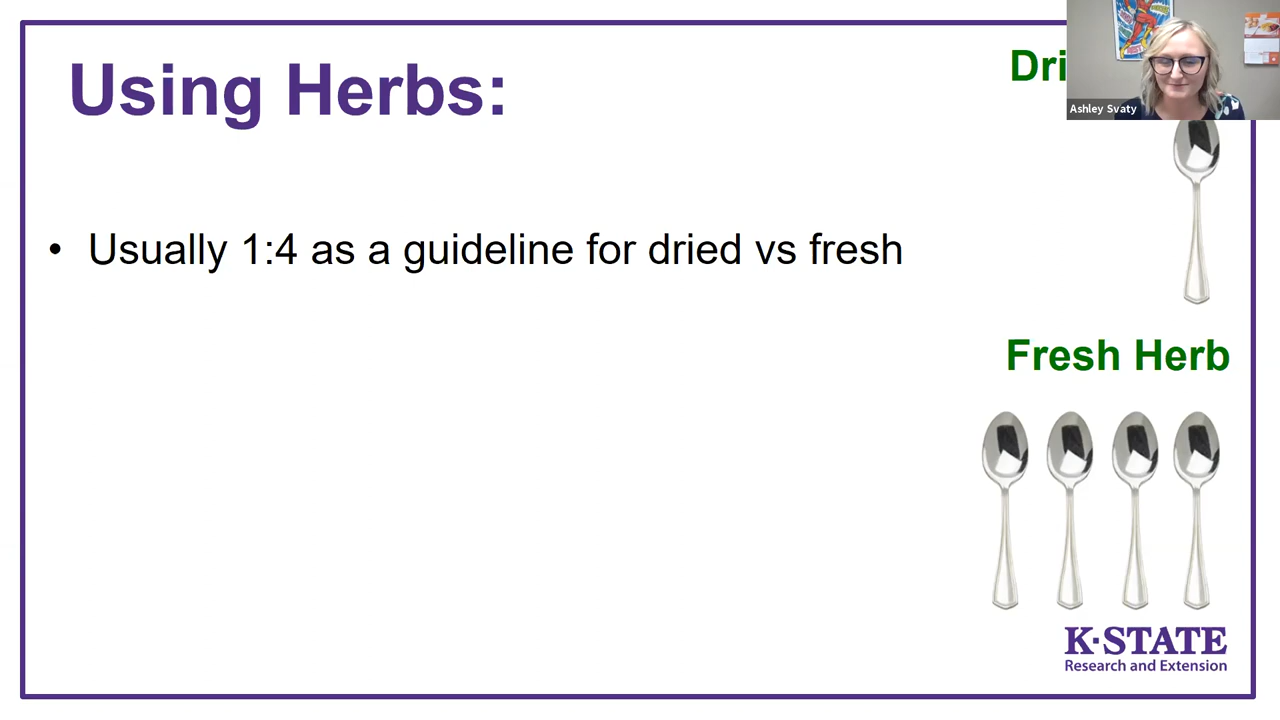 Using Herbs:
Ashley Svaty
• Usually 1:4 as a guideline for dried vs fresh
Fresh Herb
K·STATE
Research and Extension